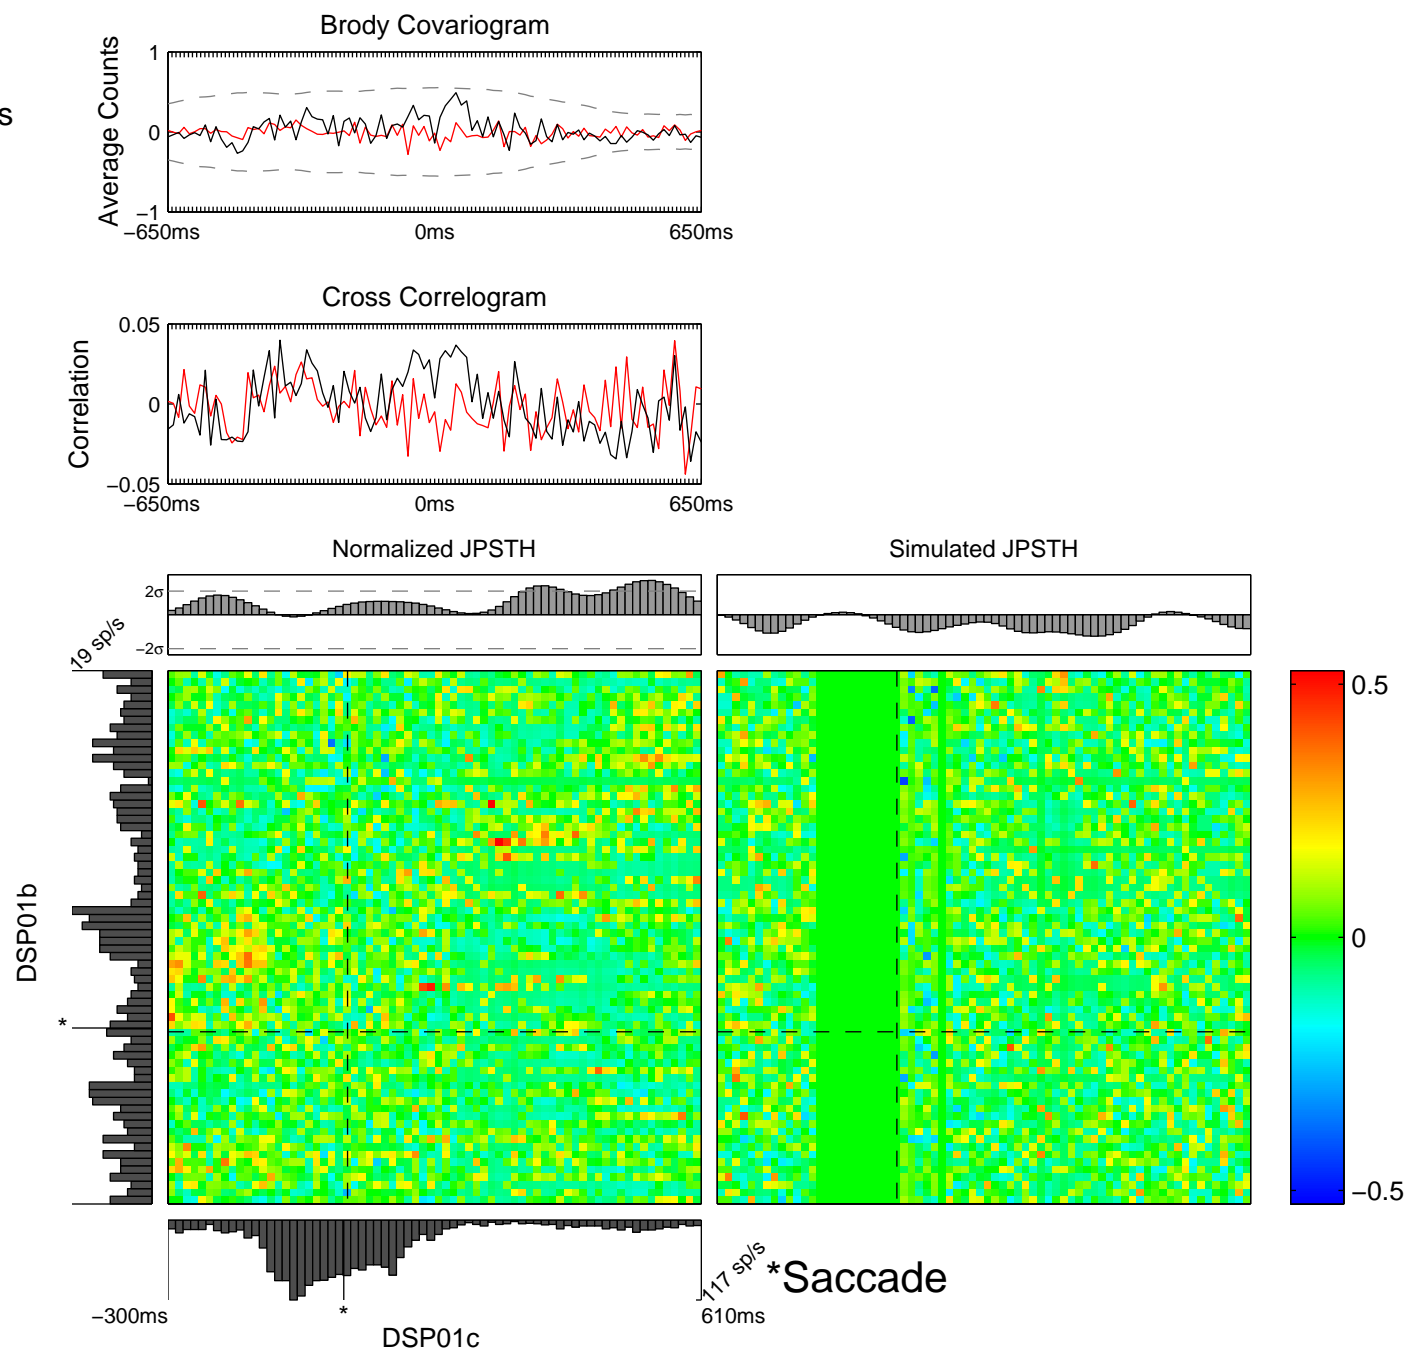 Brody Covariogram
s
Average Counts
1
0
−1
−650ms
0ms
650ms
Cross Correlogram
Correlation
0.05
0
−0.05
−650ms
0ms
650ms
Normalized JPSTH
Simulated JPSTH
2σ
−2σ
19 sp/s
DSP01b
*
0.5
0
−0.5
117 sp/s
*Saccade
*
−300ms
610ms
DSP01c